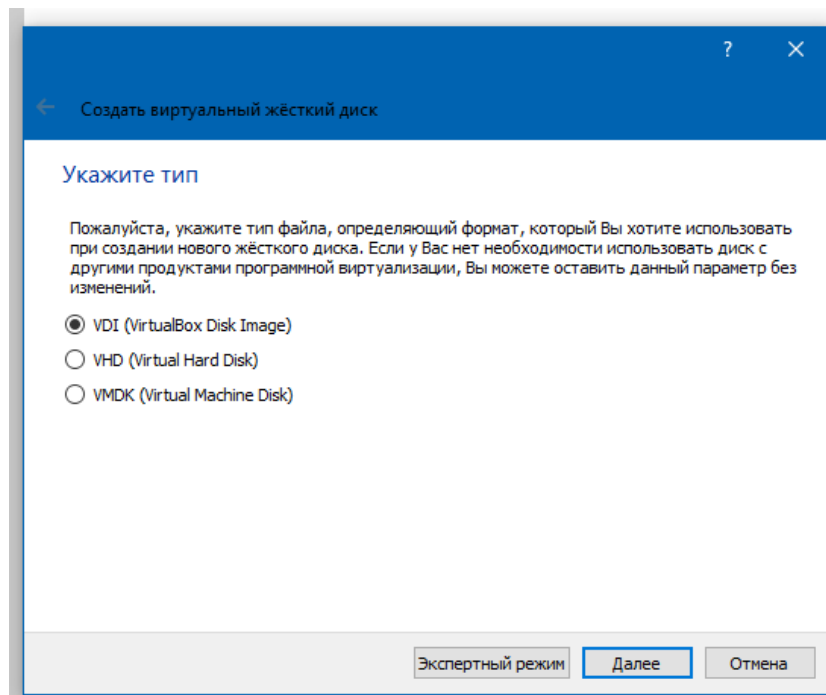 ?
Создать виртуальный жёсткий диск
Укажите тип
Пожалуйста, укажите тип файла, определяющий формат, который Вы хотите использовать
при создании нового жёсткого диска. Если у Вас нет необходимости использовать диск с
другими продуктами программной виртуализации, Вы можете оставить данный параметр без
изменений.
VDI (VirtualBox Disk Image)
VHD (Virtual Hard Disk)
VMDK (Virtual Machine Disk)
Экспертный режим Далее Отмена